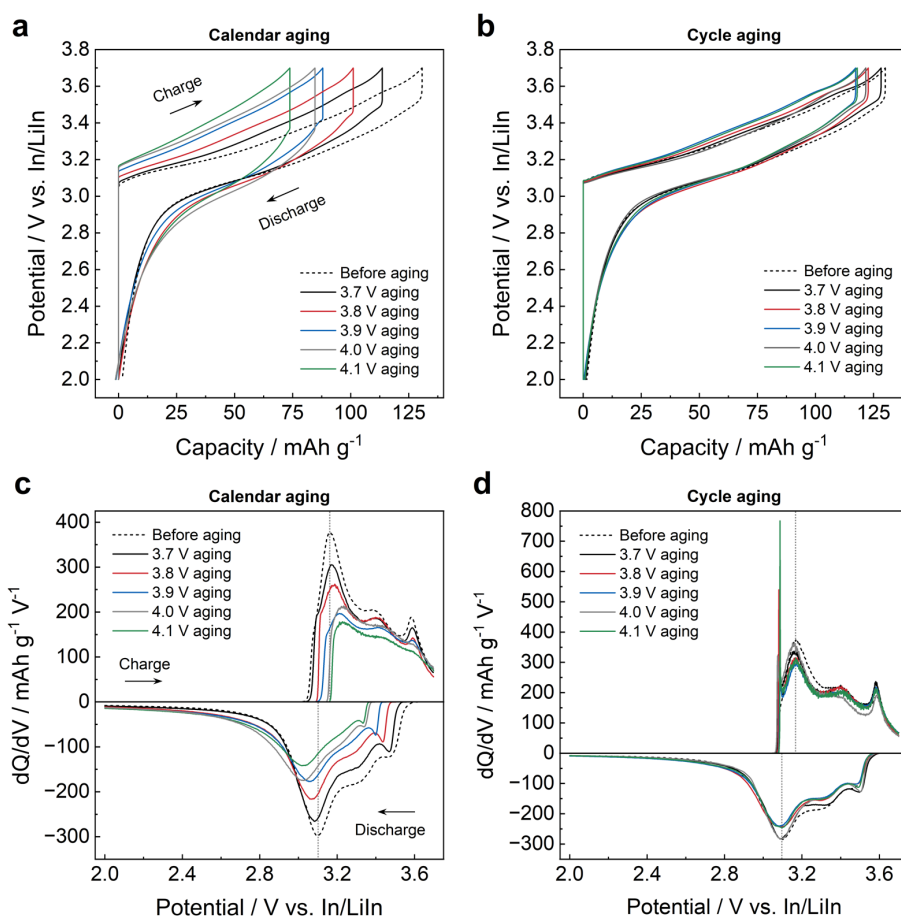 a
Calendar aging
3.8
3.6
3.4
3.2
3.0
2.8
2.6
2.4
2.2
2.0
Potential / V vs. In/LiIn
Charge
Discharge
Before aging
3.7 V aging
3.8 V aging
3.9 V aging
4.0 V aging
4.1 V aging
0 25 50 75 100 125
Capacity / mAh g-1
b
Cycle aging
3.8
3.6
3.4
3.2
3.0
2.8
2.6
2.4
2.2
2.0
Potential / V vs. In/LiIn
Before aging
3.7 V aging
3.8 V aging
3.9 V aging
4.0 V aging
4.1 V aging
0 25 50 75 100 125
Capacity / mAh g-1
c
Calendar aging
400
300
200
100
0
−100
−200
−300
dQ/dV / mAh g-1 V-1
Before aging
3.7 V aging
3.8 V aging
3.9 V aging
4.0 V aging
4.1 V aging
Charge
Discharge
2.0 2.4 2.8 3.2 3.6
Potential / V vs. In/LiIn
d
Cycle aging
800
700
600
500
400
300
200
100
0
−100
−200
−300
dQ/dV / mAh g-1 V-1
Before aging
3.7 V aging
3.8 V aging
3.9 V aging
4.0 V aging
4.1 V aging
2.0 2.4 2.8 3.2 3.6
Potential / V vs. In/LiIn